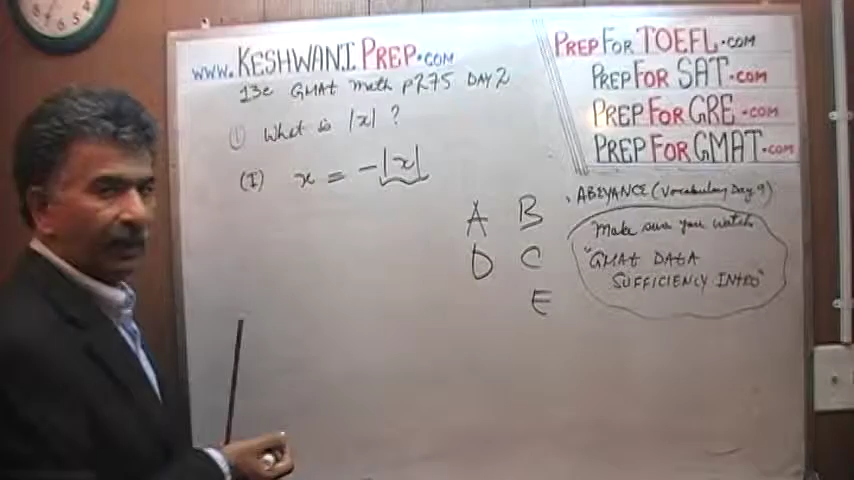 www.KESHWANIPREP.COM
13e GMAT Math P275 DAY 2
① What is |x| ?
(I) x = -|x|
A B
D C
E
PREPFORTOEFL.COM
PREPFORSAT.COM
PREPFORGRE.COM
PREPFORGMAT.COM
. ABEYANCE (Vocabulary Day 9)
Make sure you watch
"GMAT DATA
SUFFICIENCY INTRO"